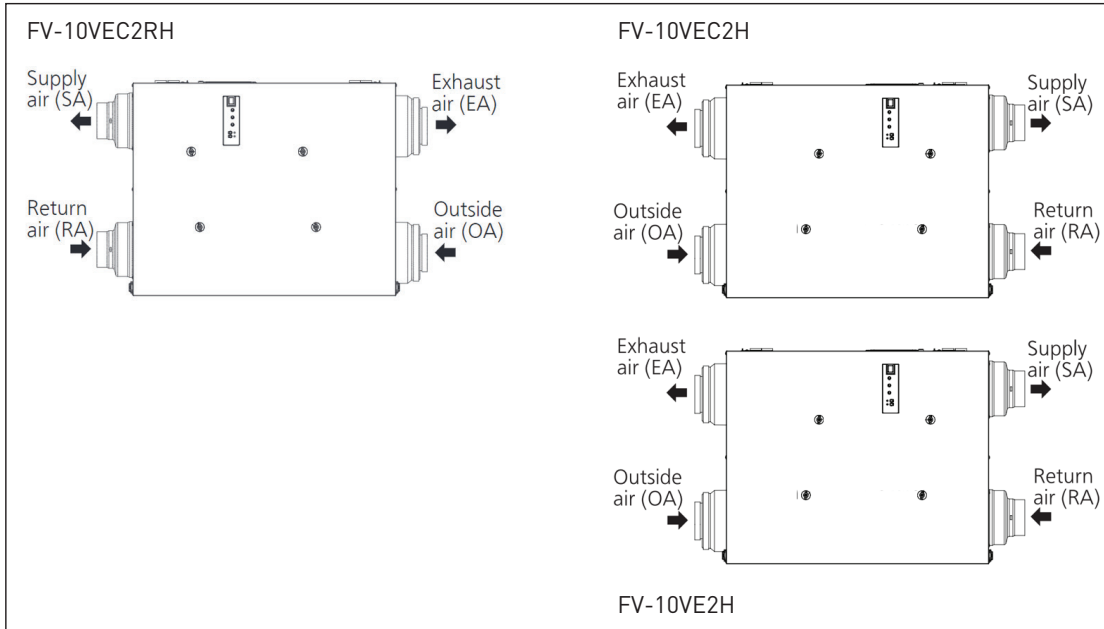 FV-10VEC2RH
Supply
air (SA)
Exhaust
air (EA)
Return
air (RA)
Outside
air (OA)
FV-10VEC2H
Exhaust
air (EA)
Supply
air (SA)
Outside
air (OA)
Return
air (RA)
Exhaust
air (EA)
Supply
air (SA)
Outside
air (OA)
Return
air (RA)
FV-10VE2H